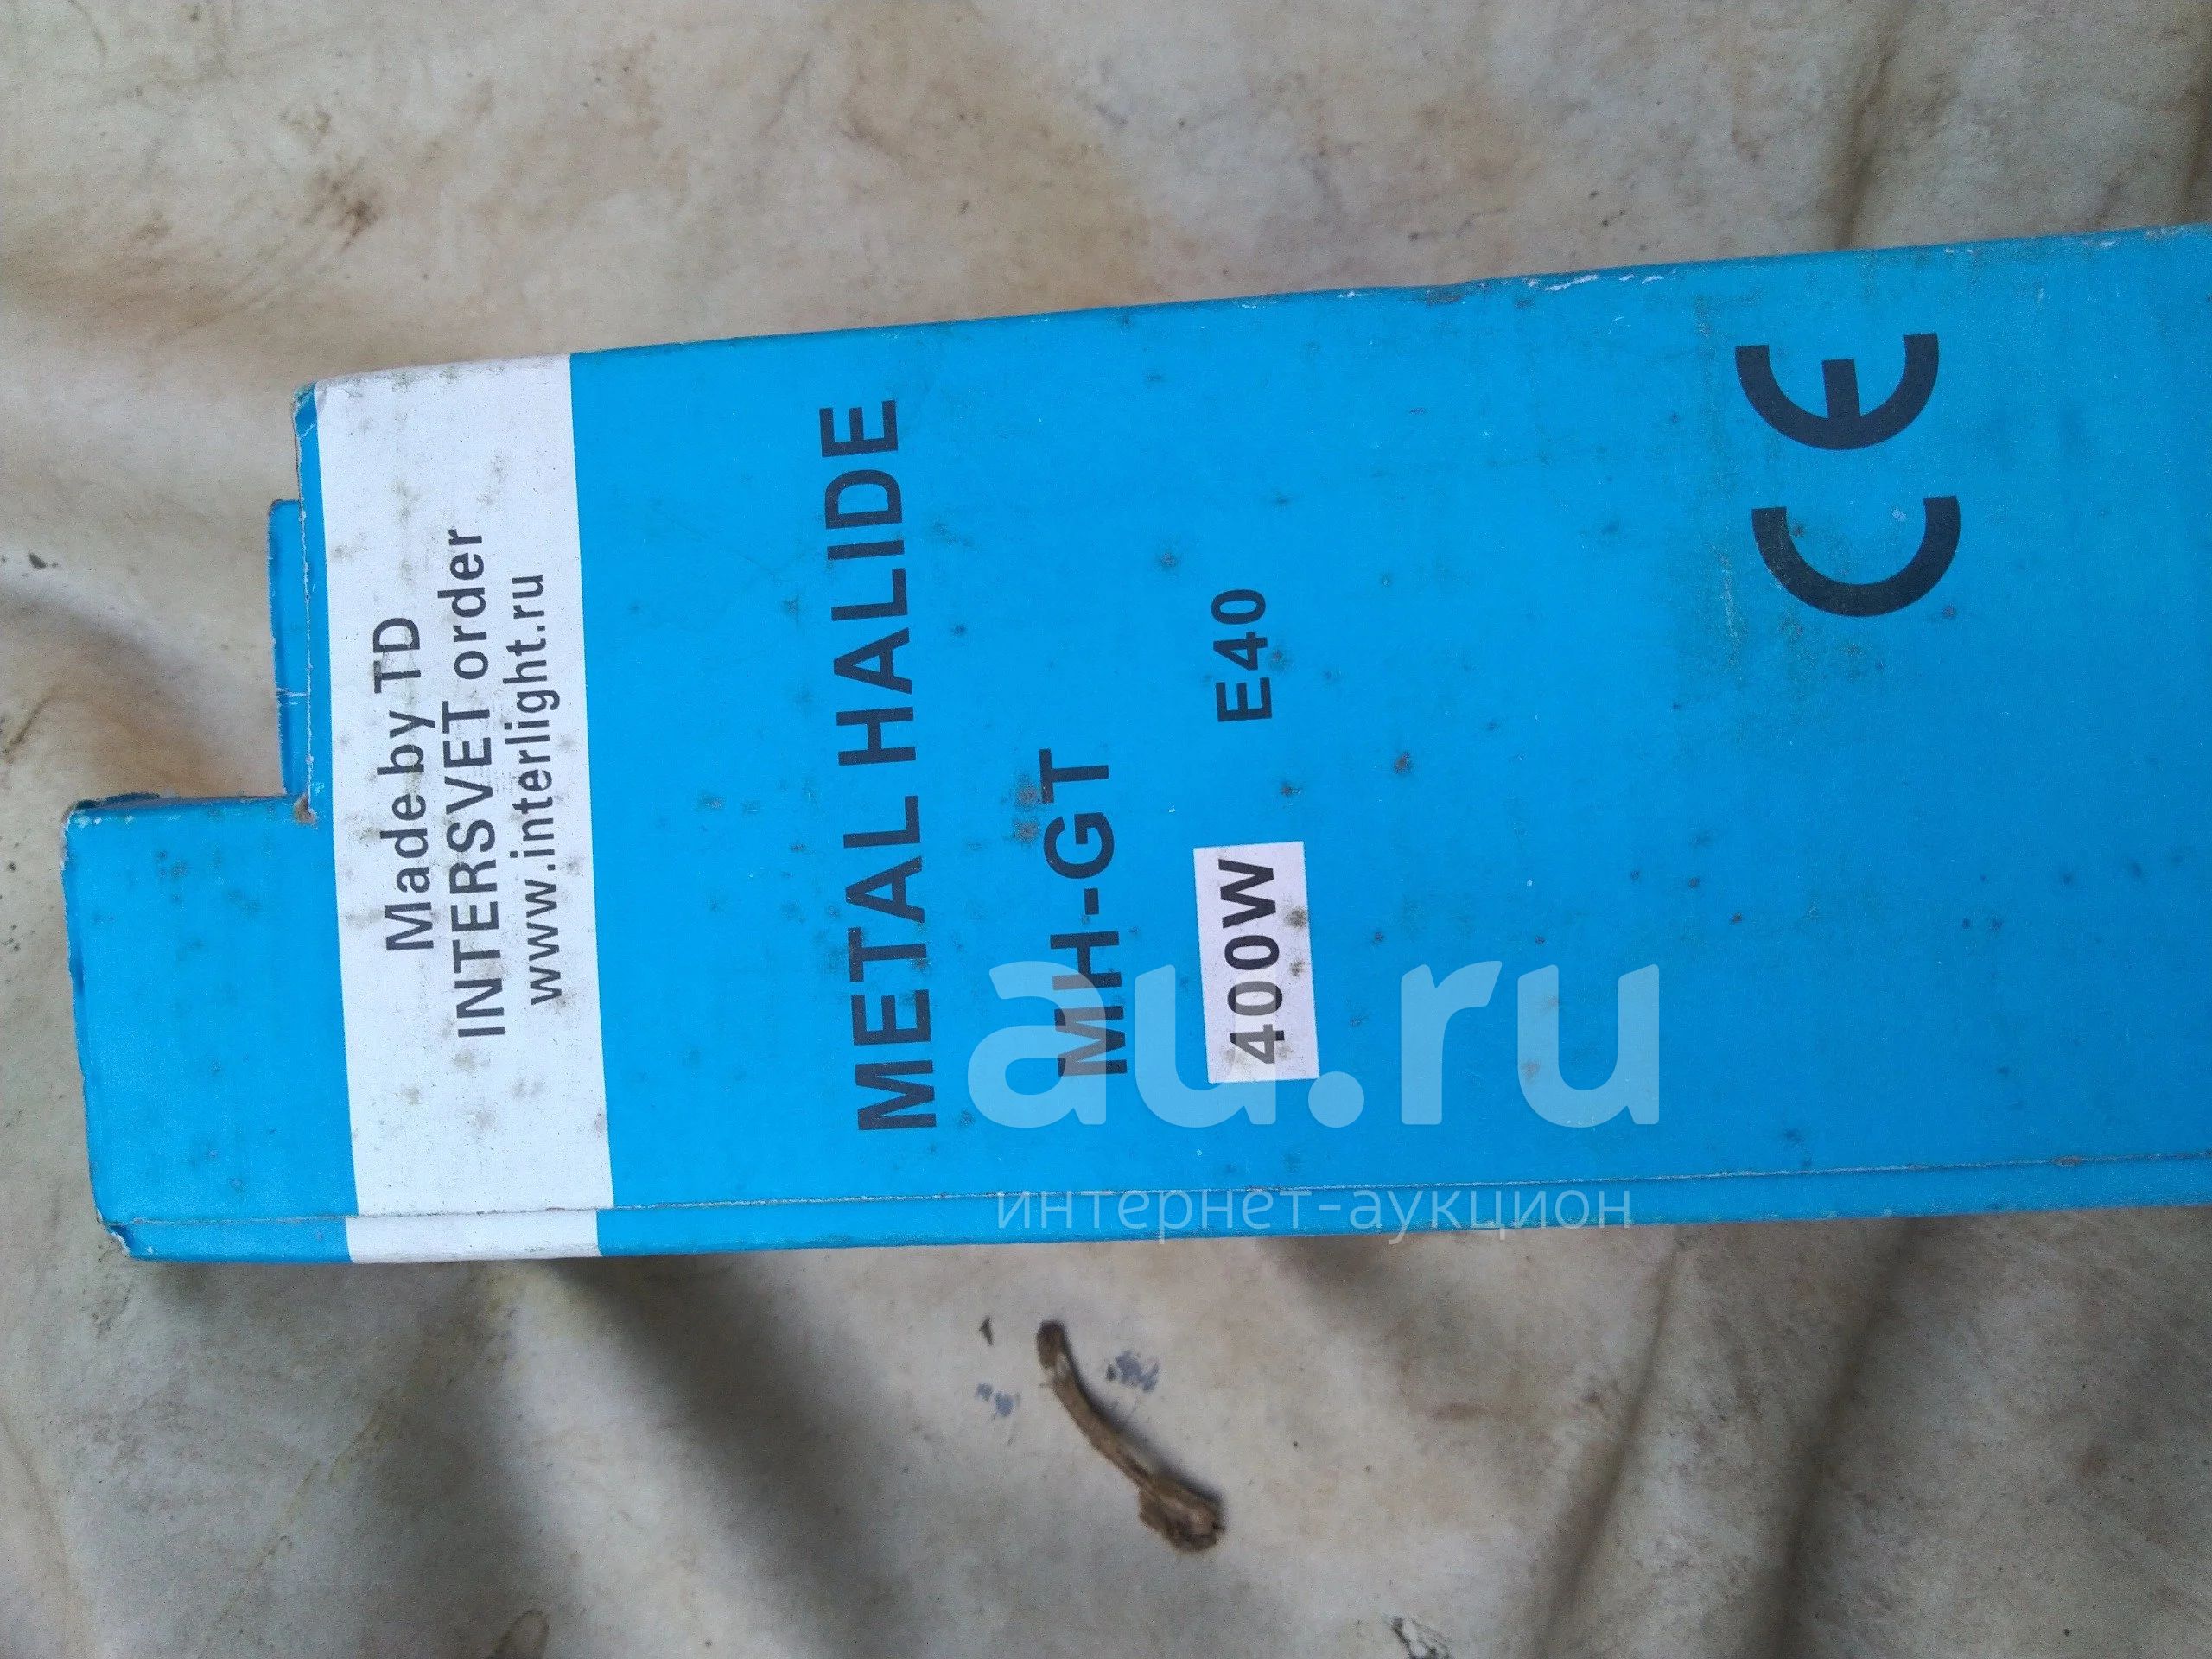 Made by TD
INTERSVET order
www.interlight.ru
METAL HALIDE
MH-GT
400W E40
CE
au.ru
интернет-аукцион